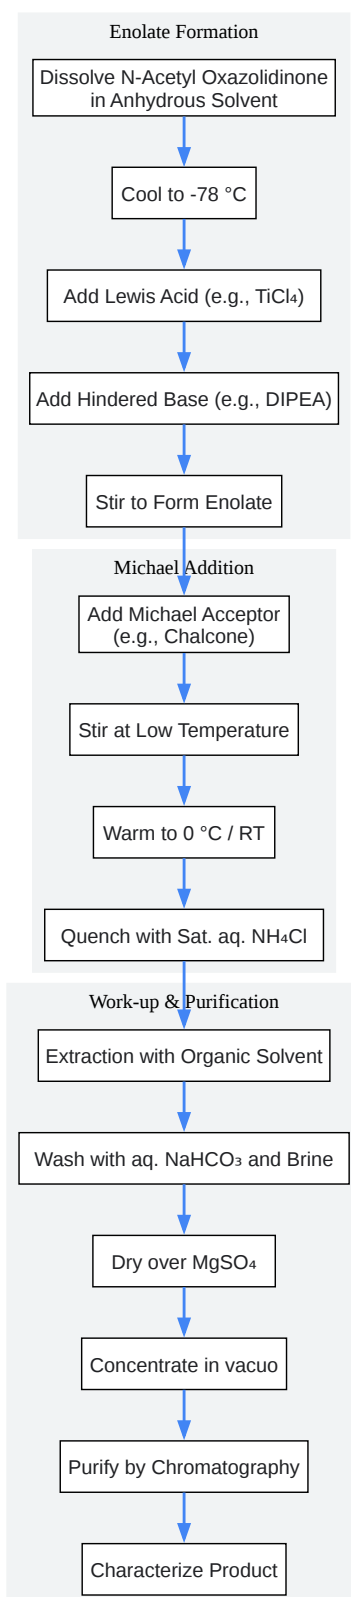 Enolate Formation
Dissolve N-Acetyl Oxazolidinone
in Anhydrous Solvent
Cool to -78 °C
Add Lewis Acid (e.g., TiCl₄)
Add Hindered Base (e.g., DIPEA)
Stir to Form Enolate
Michael Addition
Add Michael Acceptor
(e.g., Chalcone)
Stir at Low Temperature
Warm to 0 °C / RT
Quench with Sat. aq. NH₄Cl
Work-up & Purification
Extraction with Organic Solvent
Wash with aq. NaHCO₃ and Brine
Dry over MgSO₄
Concentrate in vacuo
Purify by Chromatography
Characterize Product